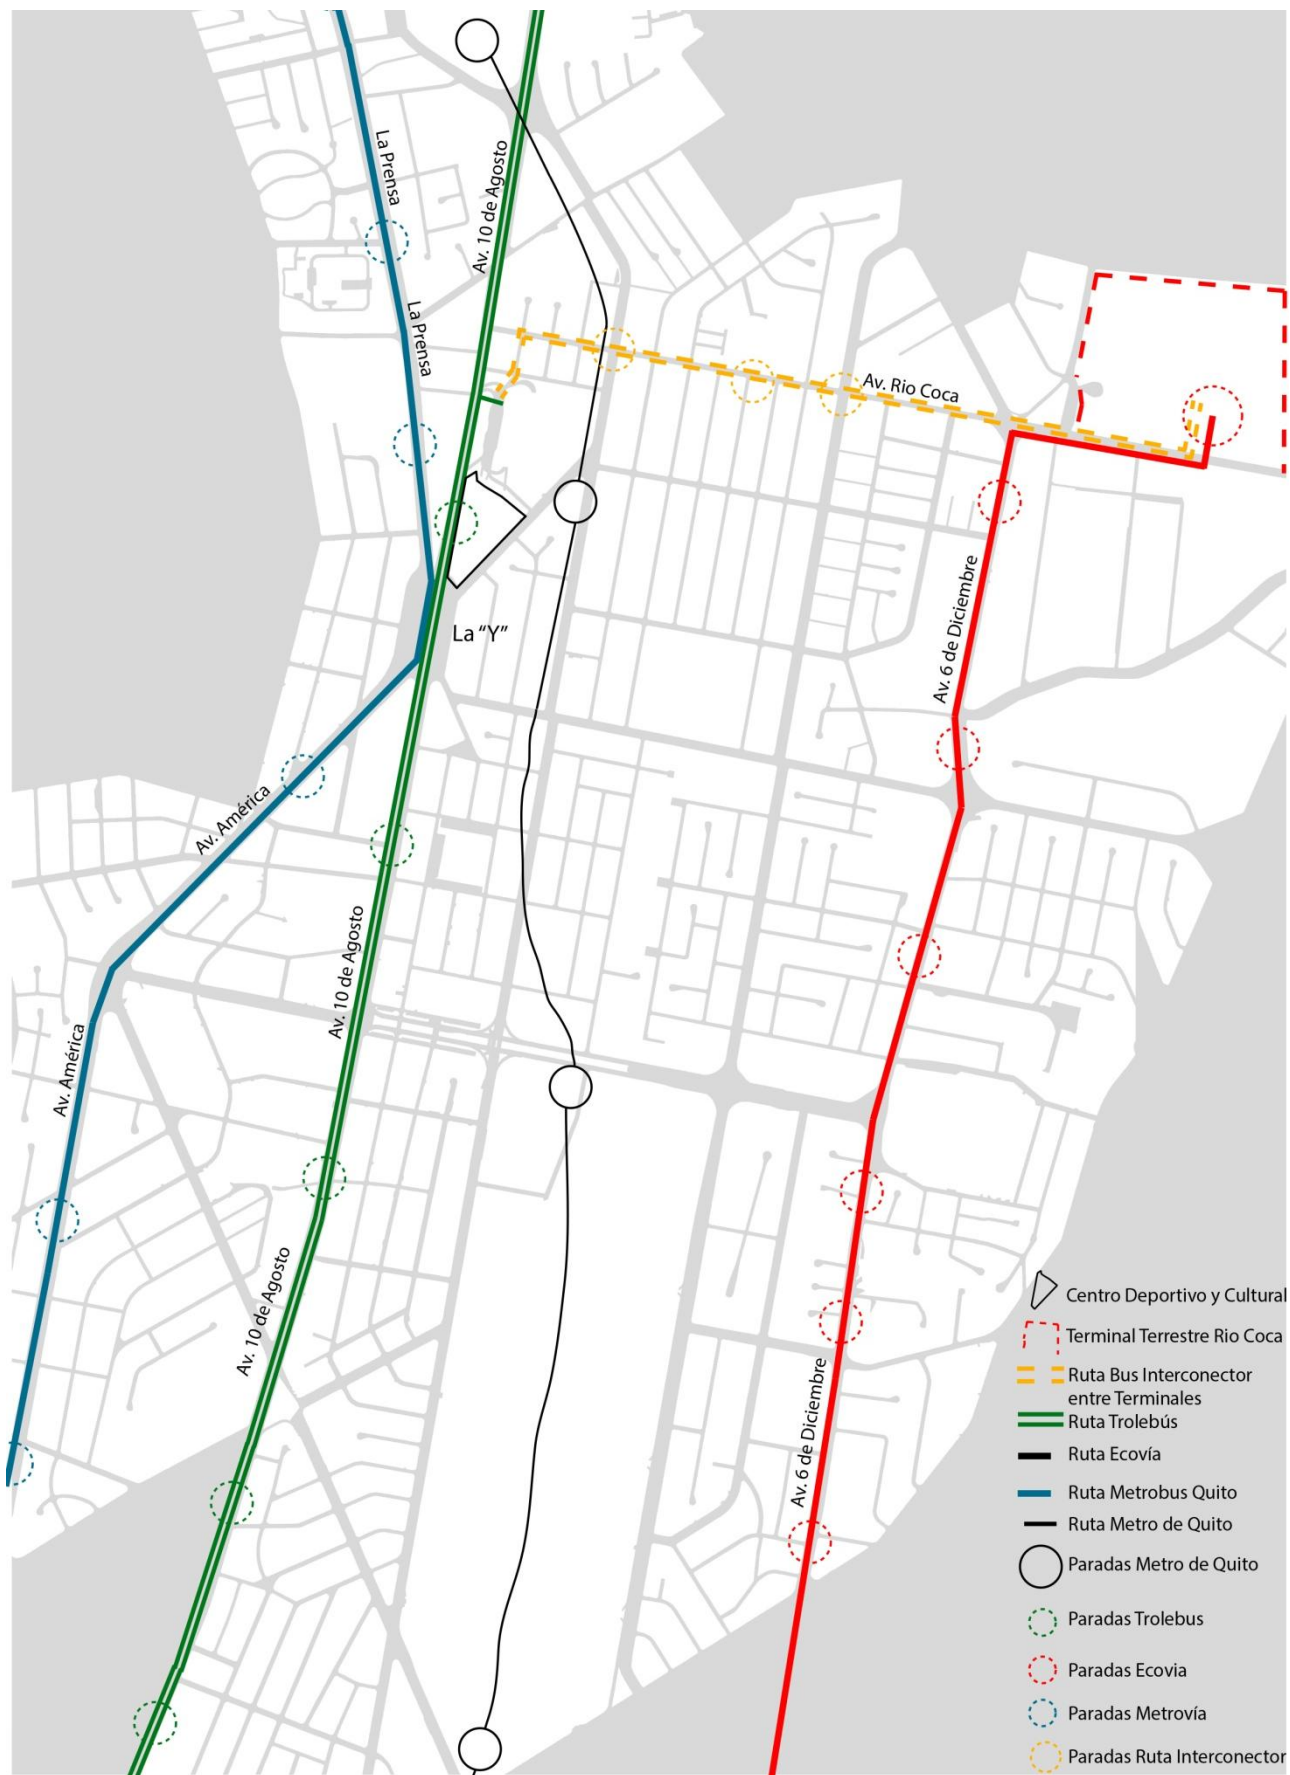 La Prensa
Av. 10 de Agosto
La Prensa
Av. Rio Coca
Av. 6 de Diciembre
La “Y”
Av. América
Av. 10 de Agosto
Av. América
Av. 10 de Agosto
Av. 6 de Diciembre
Centro Deportivo y Cultural
Terminal Terrestre Rio Coca
Ruta Bus Interconector
entre Terminales
Ruta Trolebús
Ruta Ecovía
Ruta Metrobus Quito
Ruta Metro de Quito
Paradas Metro de Quito
Paradas Trolebus
Paradas Ecovia
Paradas Metrovía
Paradas Ruta Interconector